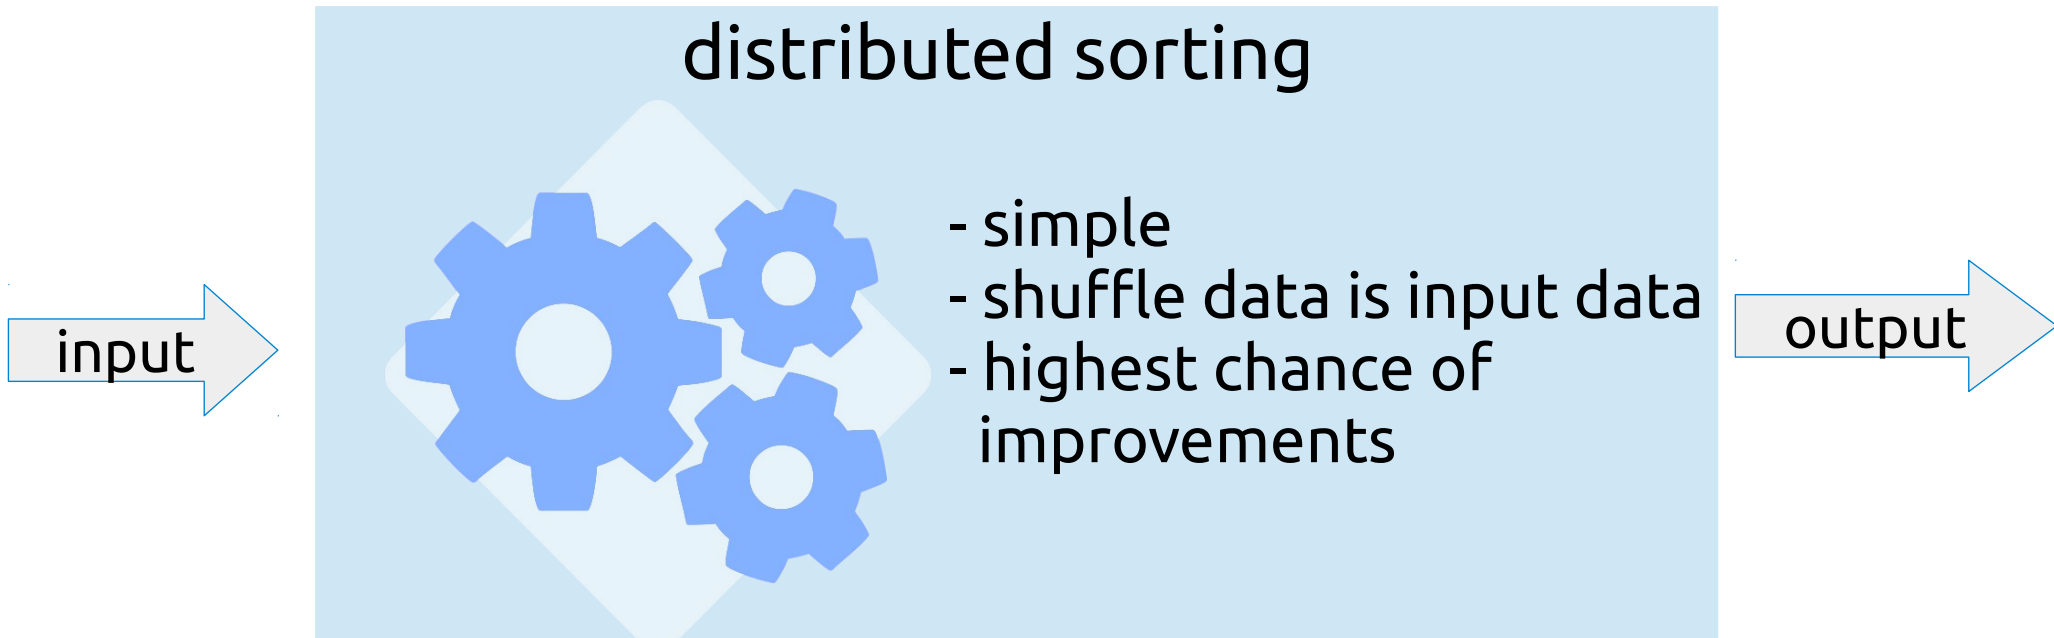 distributed sorting
- simple
- shuffle data is input data
- highest chance of
improvements
input
output